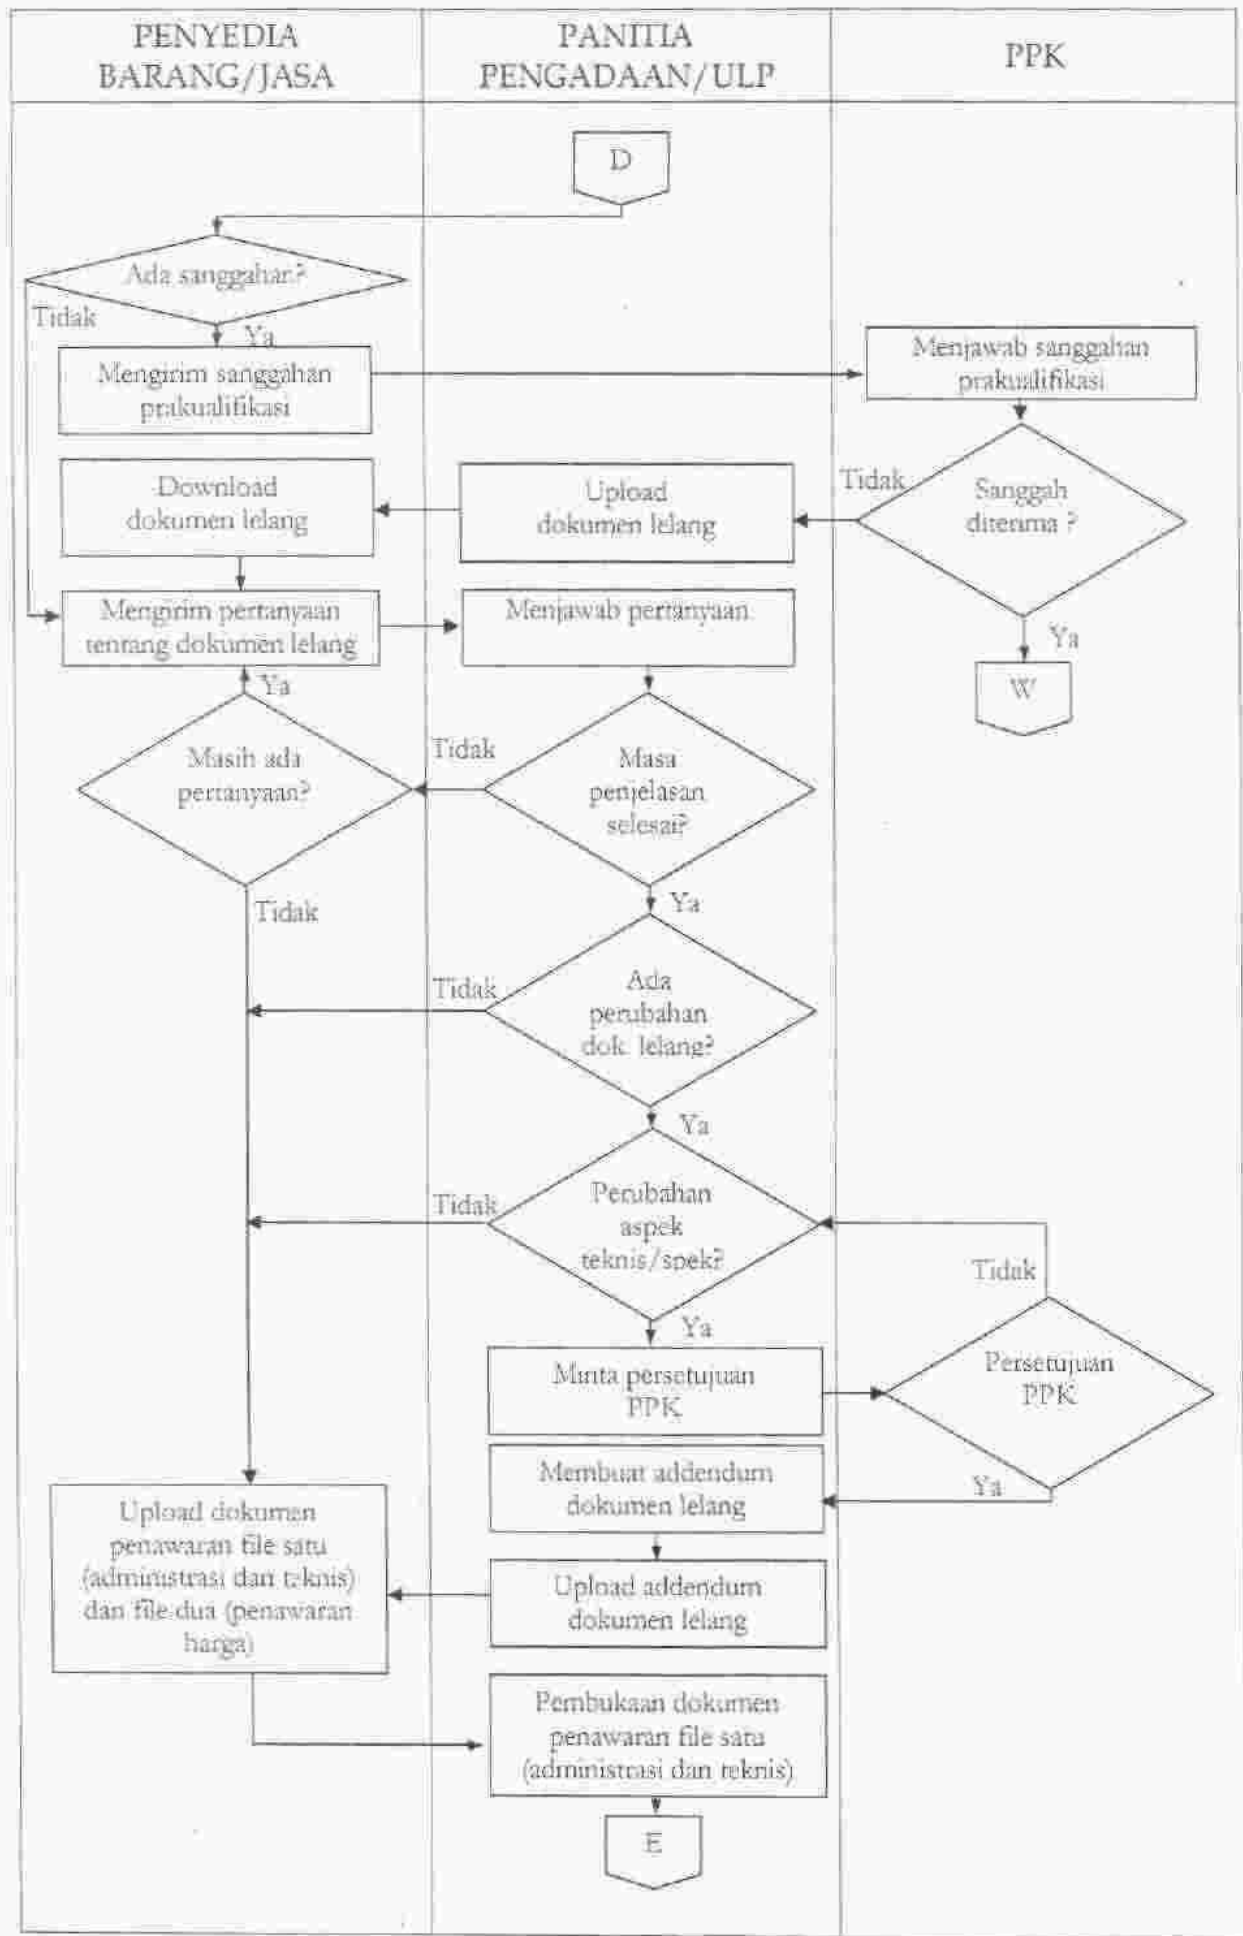 PENYEDIA
BARANG/JASA
PANITIA
PENGADAAN/ULP
PPK
D
Ada sanggahan?
Tidak
Ya
Mengirim sanggahan
prakualifikasi
Menjawab sanggahan
prakualifikasi
Download
dokumen lelang
Upload
dokumen lelang
Tidak
Sanggah
diterima ?
Ya
W
Mengirim pertanyaan
tentang dokumen lelang
Menjawab pertanyaan
Ya
Masih ada
pertanyaan?
Tidak
Tidak
Masa
penjelasan
selesai?
Ya
Tidak
Ada
perubahan
dok. lelang?
Ya
Tidak
Perubahan
aspek
teknis/spek?
Ya
Tidak
Minta persetujuan
PPK
Persetujuan
PPK
Ya
Membuat addendum
dokumen lelang
Upload dokumen
penawaran file satu
(administrasi dan teknis)
dan file dua (penawaran
harga)
Upload addendum
dokumen lelang
Pembukaan dokumen
penawaran file satu
(administrasi dan teknis)
E